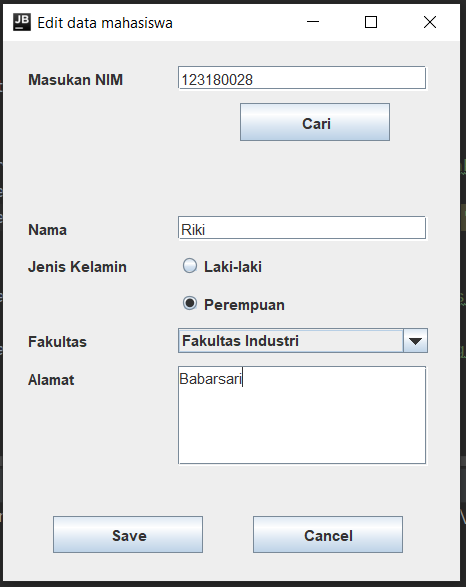 JB Edit data mahasiswa
Masukan NIM 123180028
Cari
Nama Riki
Jenis Kelamin Laki-laki
Perempuan
Fakultas Fakultas Industri
Alamat Babarsari
Save Cancel